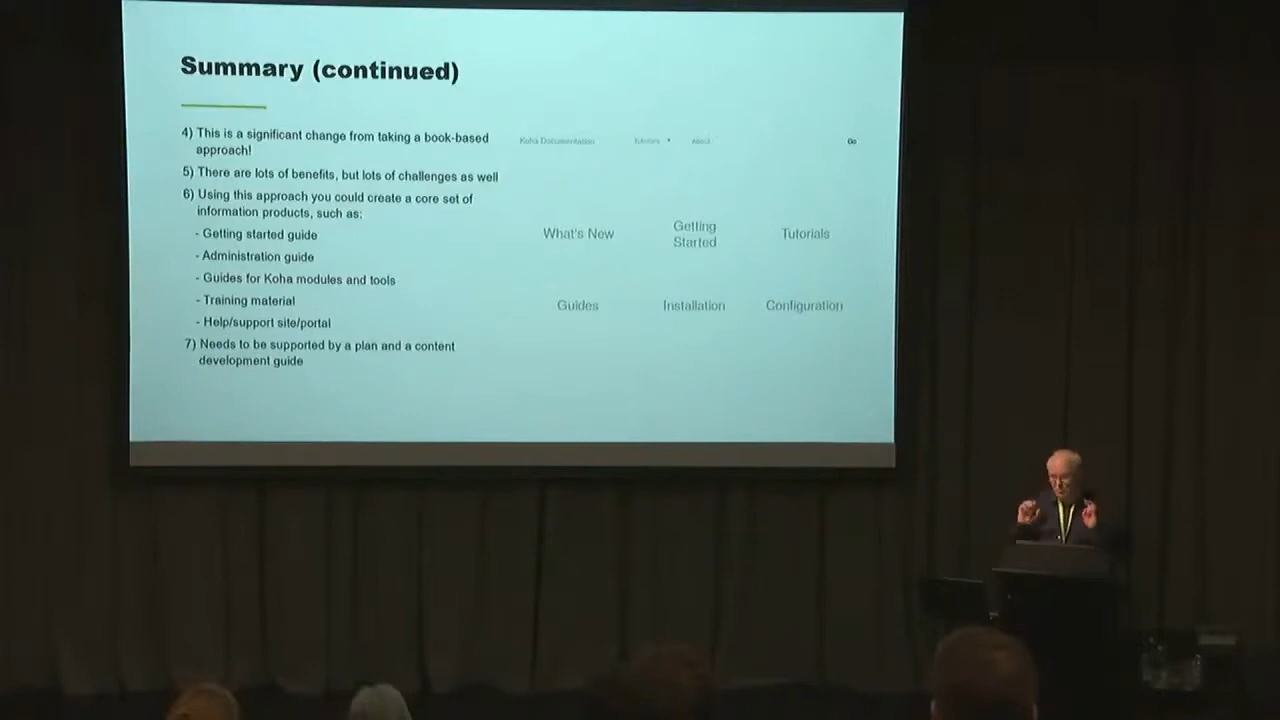 Summary (continued)
4) This is a significant change from taking a book-based
approach!
5) There are lots of benefits, but lots of challenges as well
6) Using this approach you could create a core set of
information products, such as:
- Getting started guide
- Administration guide
- Guides for Koha modules and tools
- Training material
- Help/support site/portal
7) Needs to be supported by a plan and a content
development guide
Koha Documentation
About
Go
What's New
Getting
Started
Tutorials
Guides
Installation
Configuration